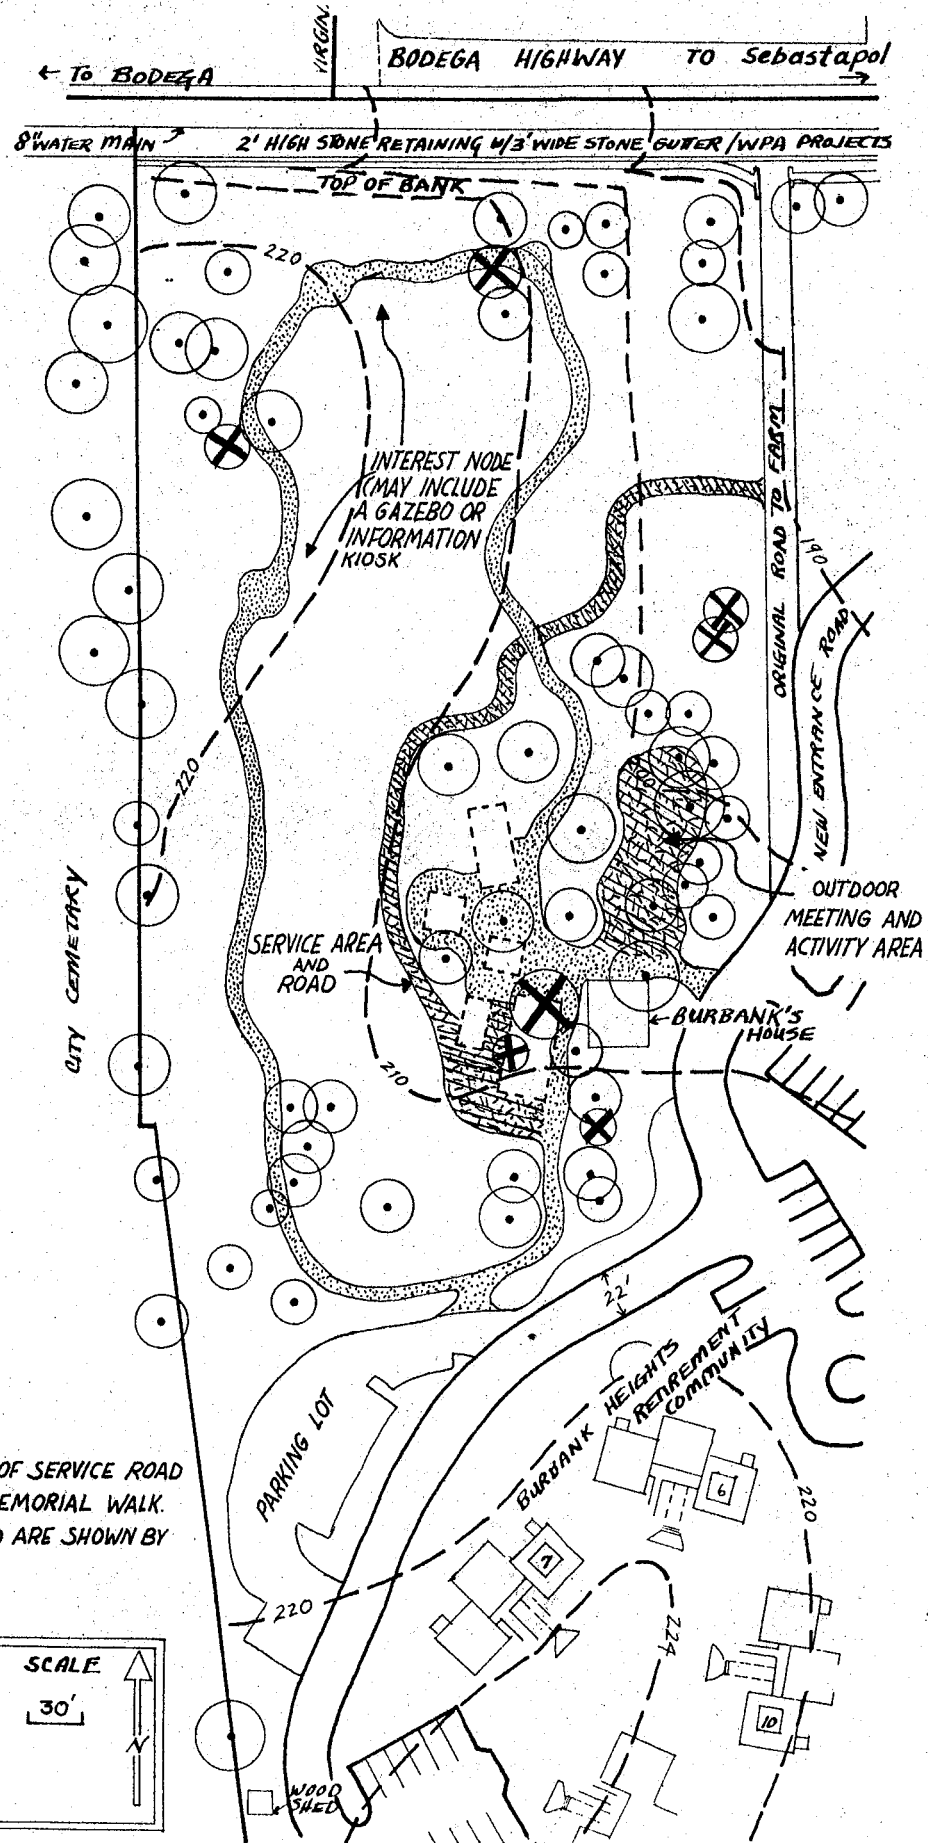 VIRGIN.
BODEGA HIGHWAY TO Sebastapol
← To BODEGA
8" WATER MAIN
2' HIGH STONE RETAINING W/3' WIDE STONE GUTTER / WPA PROJECTS
TOP OF BANK
220
INTEREST NODE
(MAY INCLUDE
A GAZEBO OR
INFORMATION
KIOSK
ORIGINAL ROAD TO FARM
190
NEW ENTRANCE ROAD
220
CITY CEMETARY
OUTDOOR
MEETING AND
ACTIVITY AREA
SERVICE AREA
AND
ROAD
BURBANK'S
HOUSE
210
22'
BURBANK HEIGHTS
RETIREMENT
COMMUNITY
PARKING LOT
OF SERVICE ROAD
EMORIAL WALK.
ARE SHOWN BY
6
220
7
220
224
10
SCALE
30'
N
WOOD
SHED